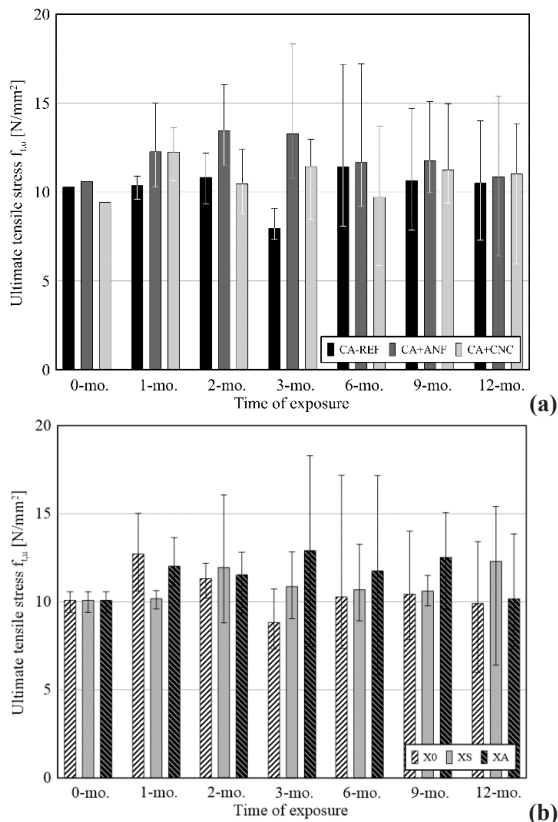 20
15
10
5
0
Ultimate tensile stress f_t,u [N/mm²]
CA-REF CA+ANF CA+CNC
0-mo. 1-mo. 2-mo. 3-mo. 6-mo. 9-mo. 12-mo.
Time of exposure
(a)
20
15
10
5
0
Ultimate tensile stress f_t,u [N/mm²]
X0 XS XA
0-mo. 1-mo. 2-mo. 3-mo. 6-mo. 9-mo. 12-mo.
Time of exposure
(b)